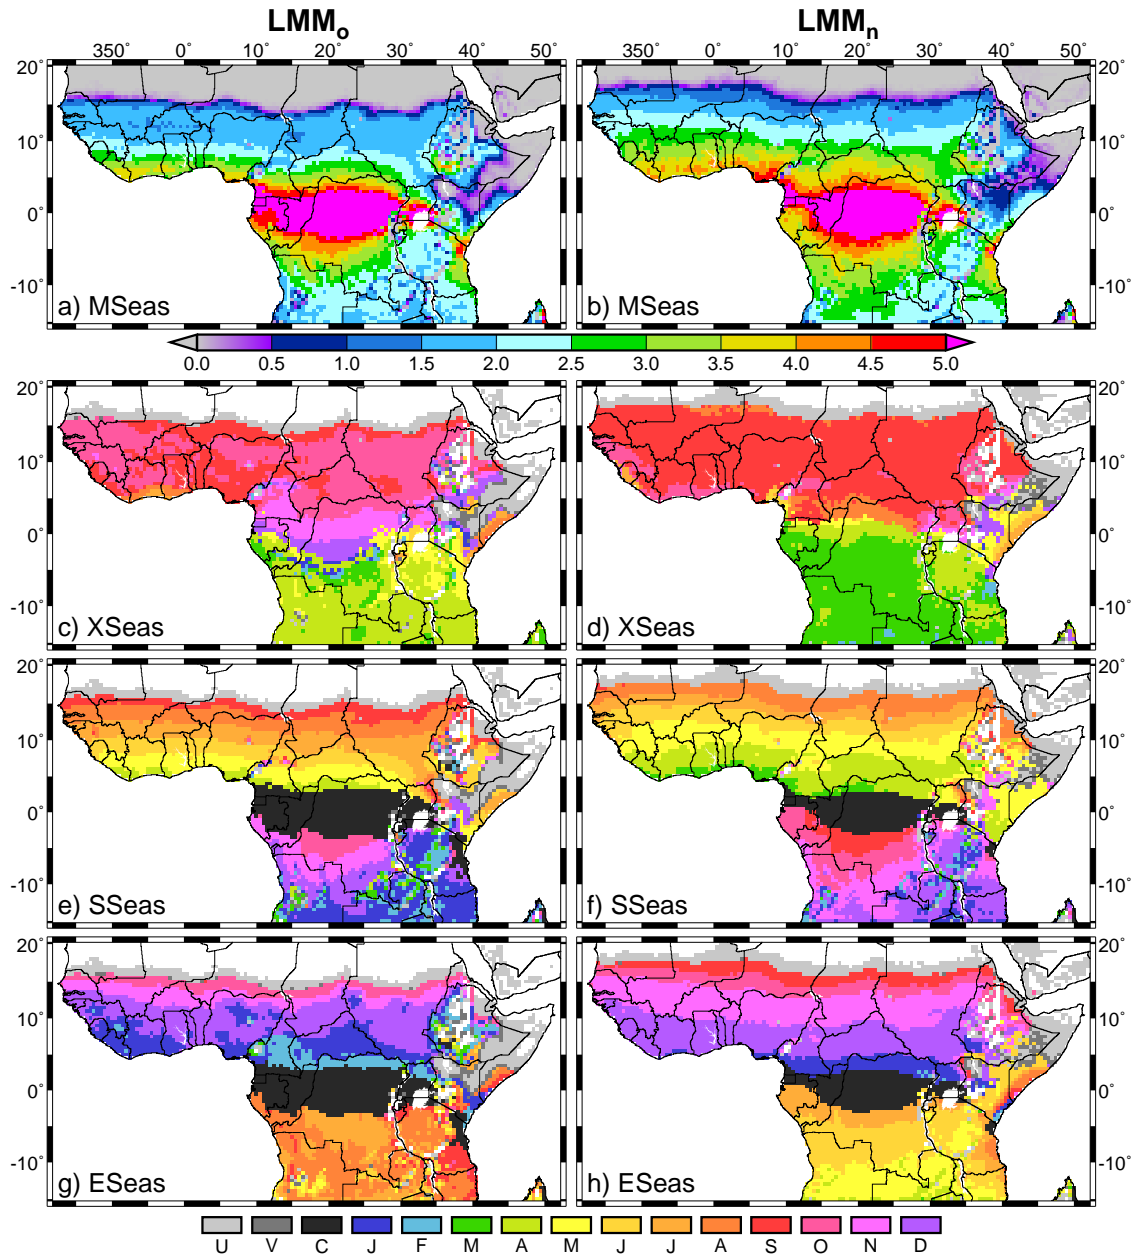 LMMo LMMn
350° 0° 10° 20° 30° 40° 50° 350° 0° 10° 20° 30° 40° 50°
20° 20°
10° 10°
0° 0°
-10° -10°
a) MSeas b) MSeas
0.0 0.5 1.0 1.5 2.0 2.5 3.0 3.5 4.0 4.5 5.0
20° 20°
10° 10°
0° 0°
-10° -10°
c) XSeas d) XSeas
20° 20°
10° 10°
0° 0°
-10° -10°
e) SSeas f) SSeas
20° 20°
10° 10°
0° 0°
-10° -10°
g) ESeas h) ESeas
U V C J F M A M J J A S O N D